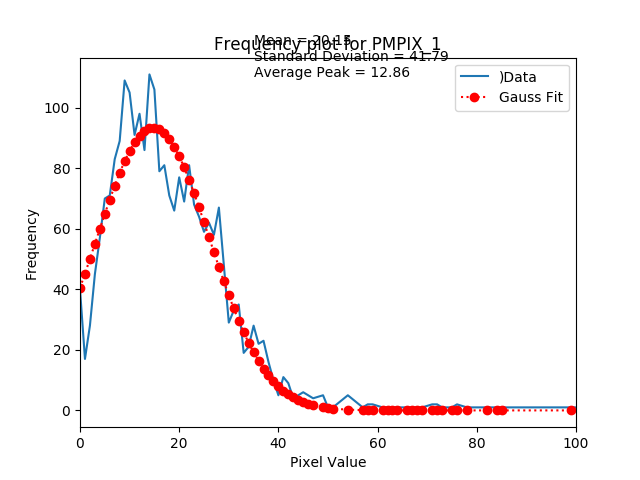 Mean = 20.15
Frequency plot for PMPIX_1
Standard Deviation = 41.79
Average Peak = 12.86
)Data
Gauss Fit
Frequency
100
80
60
40
20
0
0 20 40 60 80 100
Pixel Value